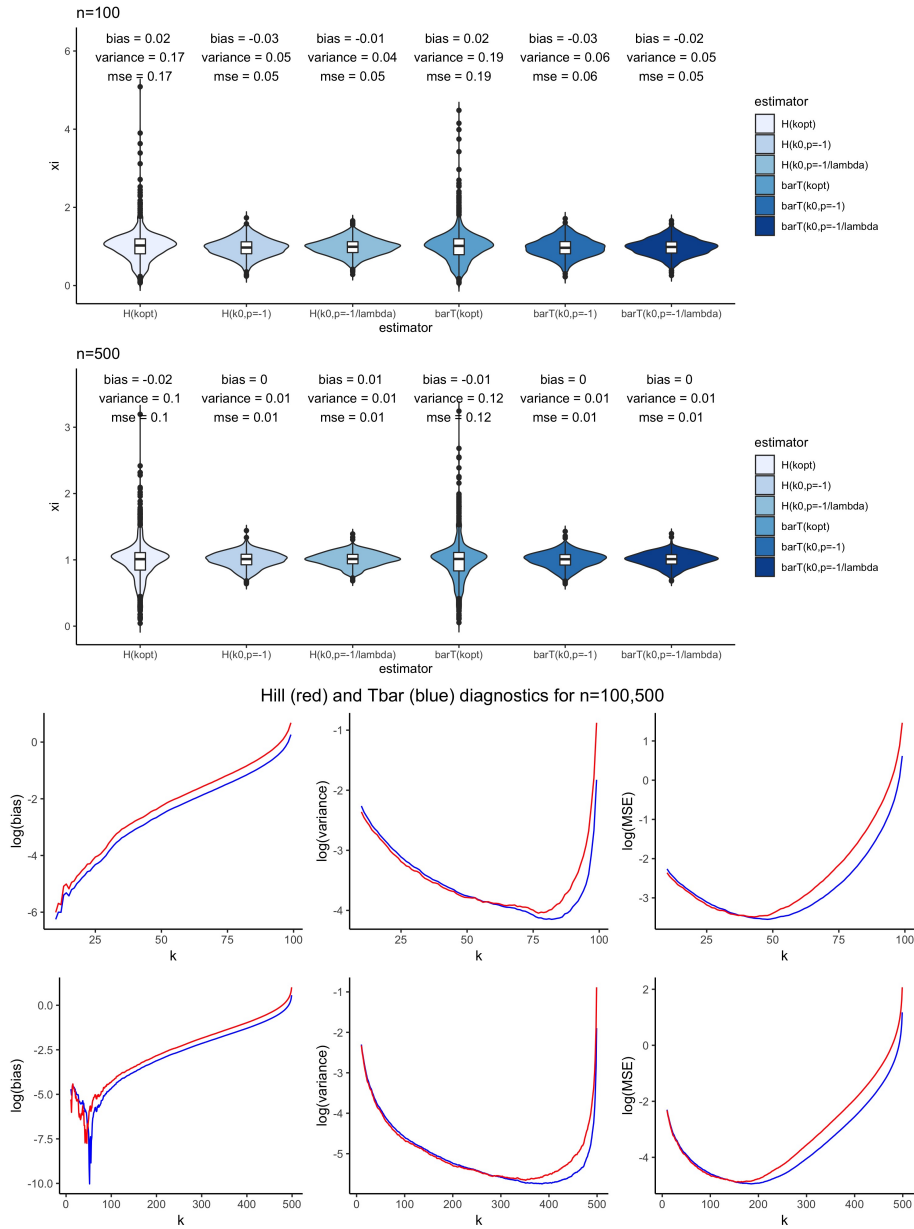 n=100
bias = 0.02 bias = -0.03 bias = -0.01 bias = 0.02 bias = -0.03 bias = -0.02
variance = 0.17 variance = 0.05 variance = 0.04 variance = 0.19 variance = 0.06 variance = 0.05
mse = 0.17 mse = 0.05 mse = 0.05 mse = 0.19 mse = 0.06 mse = 0.05
6
4
2
0
xi
H(kopt) H(k0,p=-1) H(k0,p=-1/lambda) barT(kopt) barT(k0,p=-1) barT(k0,p=-1/lambda)
estimator
estimator
H(kopt)
H(k0,p=-1)
H(k0,p=-1/lambda)
barT(kopt)
barT(k0,p=-1)
barT(k0,p=-1/lambda
n=500
bias = -0.02 bias = 0 bias = 0.01 bias = -0.01 bias = 0 bias = 0
variance = 0.1 variance = 0.01 variance = 0.01 variance = 0.12 variance = 0.01 variance = 0.01
mse = 0.1 mse = 0.01 mse = 0.01 mse = 0.12 mse = 0.01 mse = 0.01
3
2
1
0
xi
H(kopt) H(k0,p=-1) H(k0,p=-1/lambda) barT(kopt) barT(k0,p=-1) barT(k0,p=-1/lambda)
estimator
estimator
H(kopt)
H(k0,p=-1)
H(k0,p=-1/lambda)
barT(kopt)
barT(k0,p=-1)
barT(k0,p=-1/lambda
Hill (red) and Tbar (blue) diagnostics for n=100,500
0
-2
-4
-6
log(bias)
25 50 75 100
k
-1
-2
-3
-4
log(variance)
25 50 75 100
k
1
0
-1
-2
-3
log(MSE)
25 50 75 100
k
0.0
-2.5
-5.0
-7.5
-10.0
log(bias)
0 100 200 300 400 500
k
-1
-2
-3
-4
-5
log(variance)
0 100 200 300 400 500
k
2
0
-2
-4
log(MSE)
0 100 200 300 400 500
k